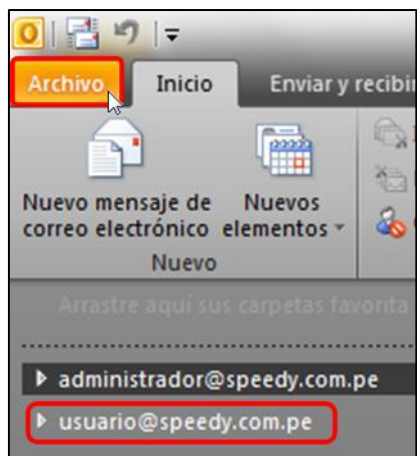 Archivo Inicio Enviar y recibir
Nuevo mensaje de correo electrónico
Nuevos elementos
Nuevo
Arrastre aquí sus carpetas favorita
administrador@speedy.com.pe
usuario@speedy.com.pe